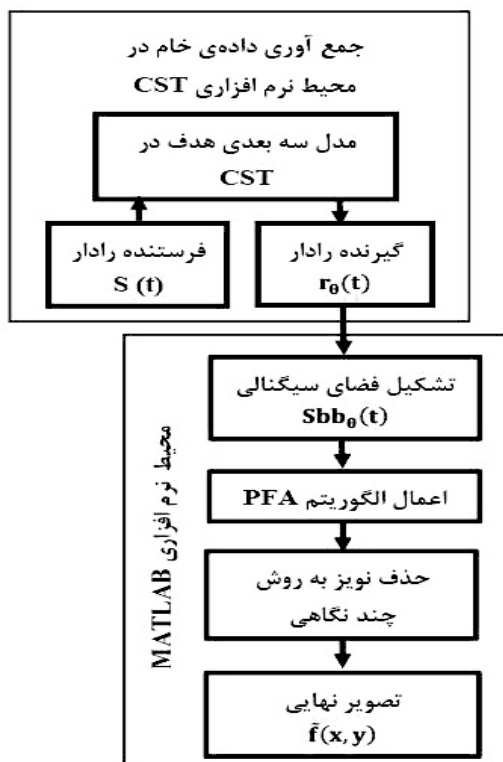 جمع آوری داده‌ی خام در
محیط نرم افزاری CST
مدل سه بعدی هدف در
CST
فرستنده رادار
S (t)
گیرنده رادار
r_θ(t)
تشکیل فضای سیگنالی
Sbb_θ(t)
محیط نرم افزاری MATLAB
اعمال الگوریتم PFA
حذف نویز به روش
چند نگاهی
تصویر نهایی
f̃(x, y)